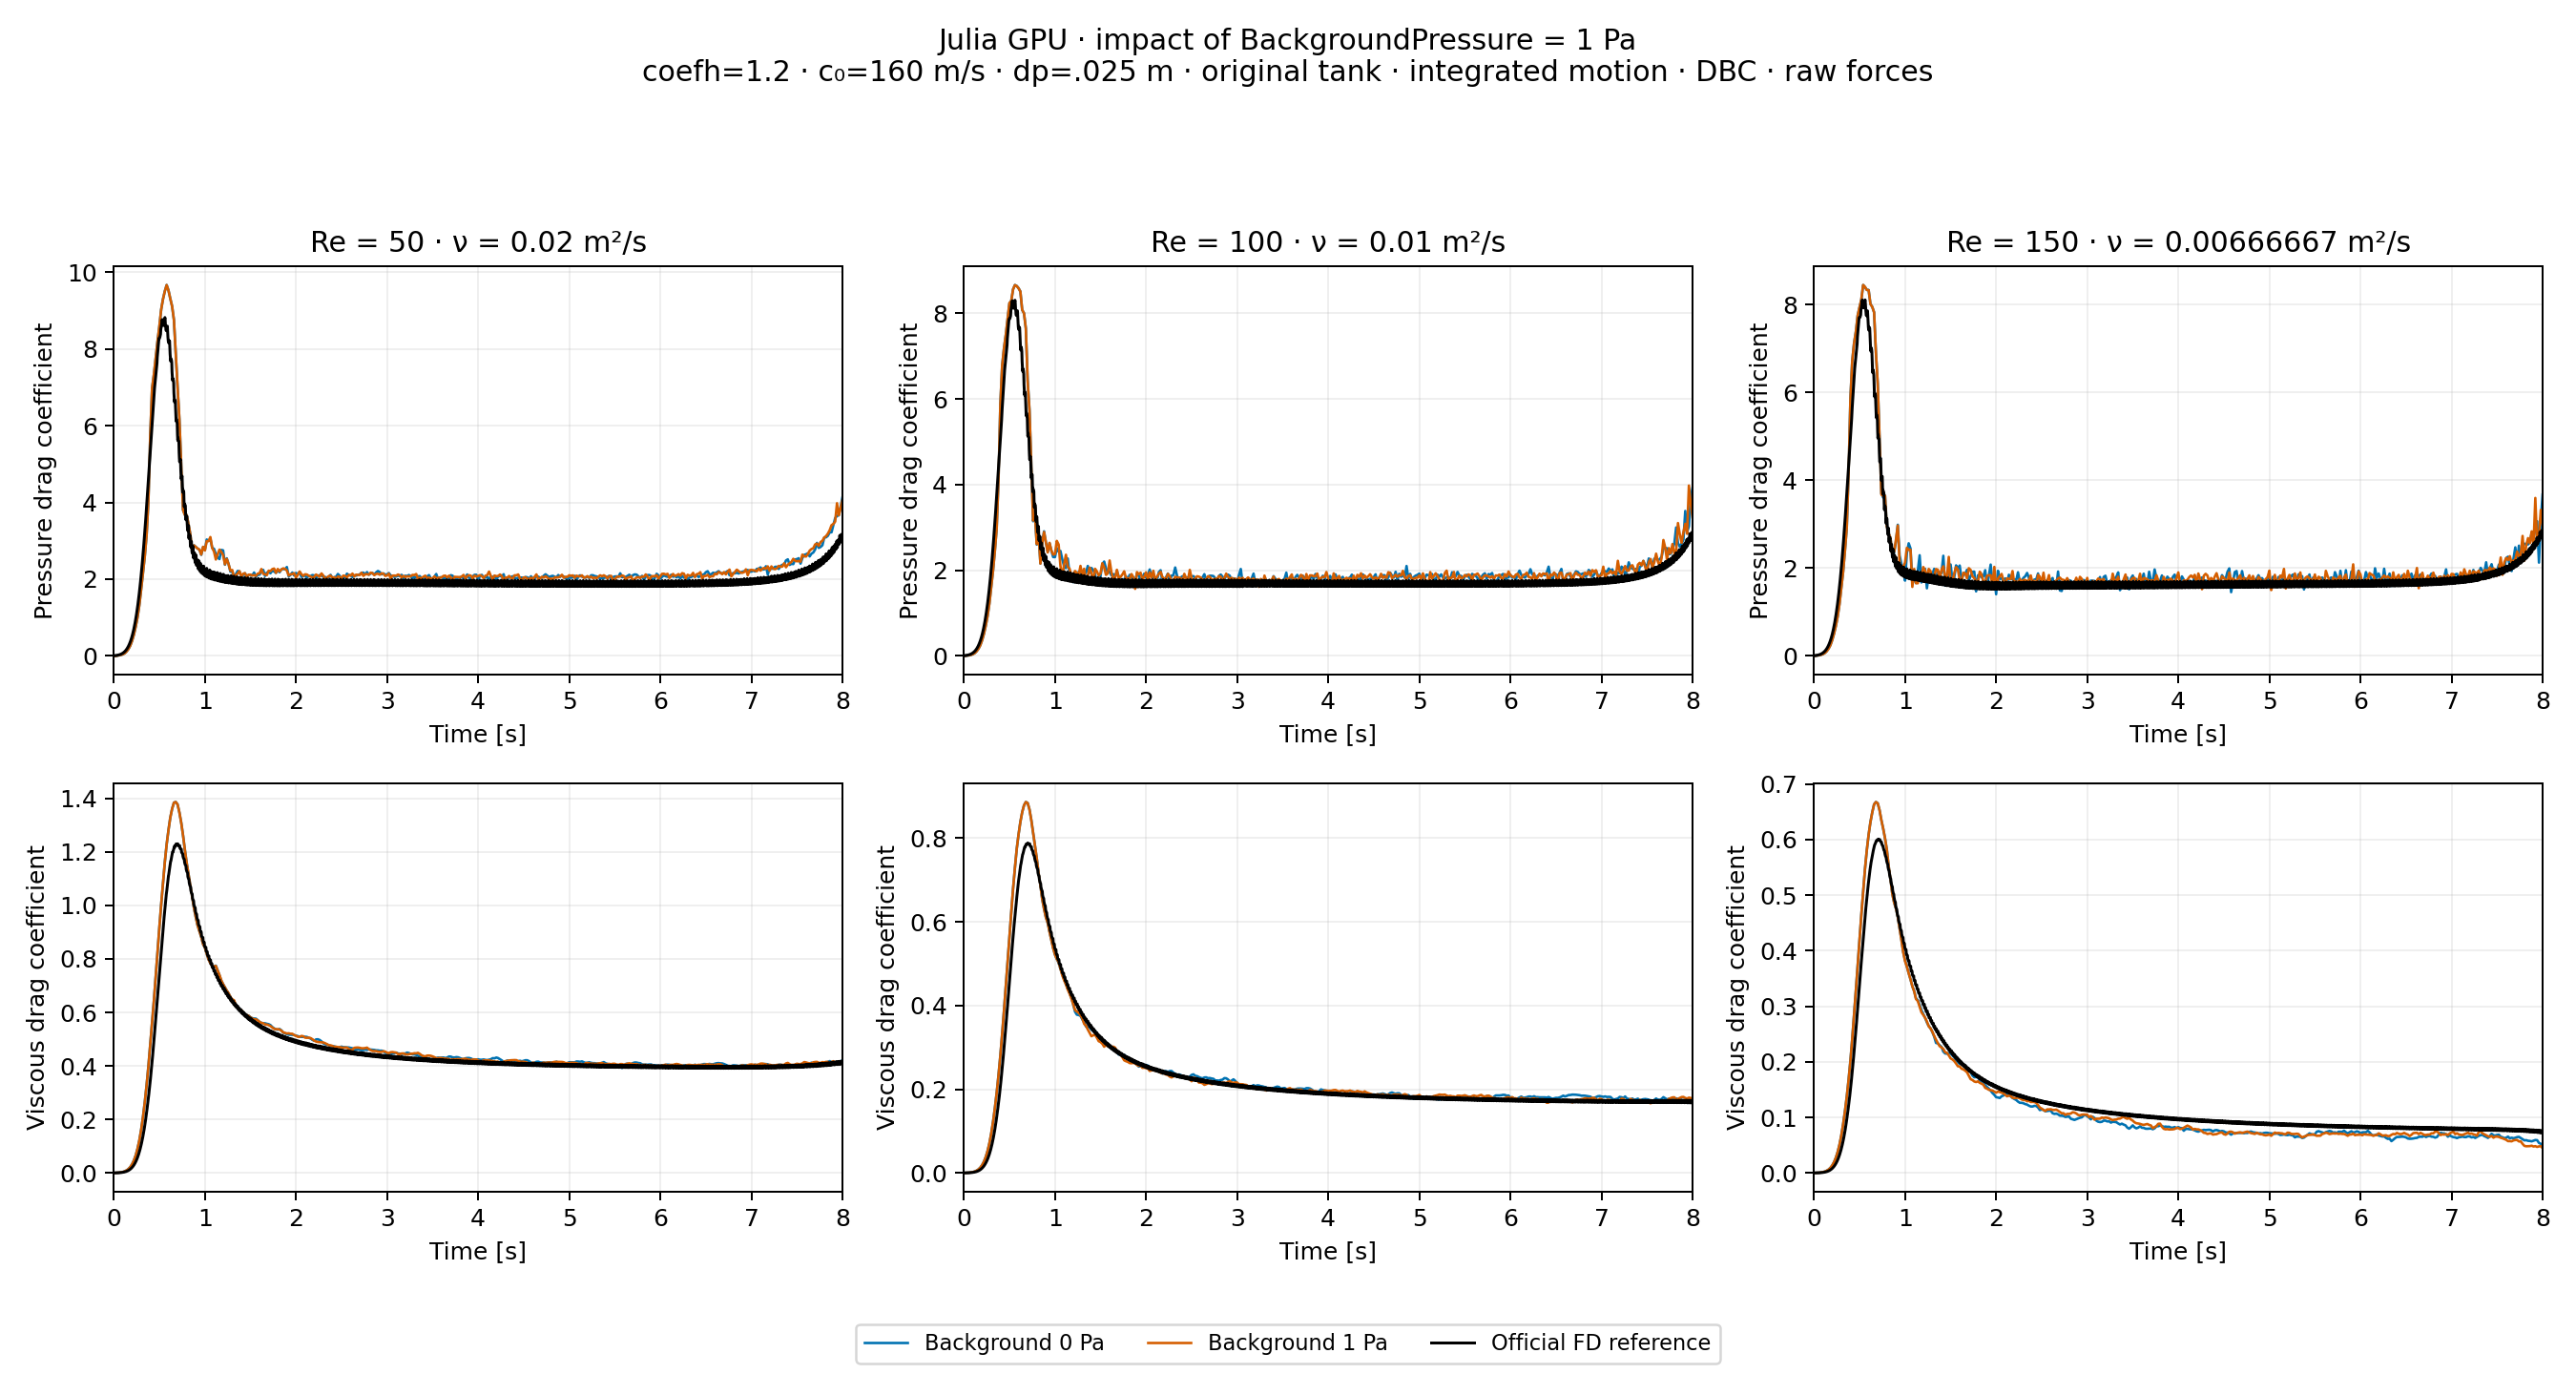 Julia GPU · impact of BackgroundPressure = 1 Pa
coefh=1.2 · c₀=160 m/s · dp=.025 m · original tank · integrated motion · DBC · raw forces
Re = 50 · ν = 0.02 m²/s
Re = 100 · ν = 0.01 m²/s
Re = 150 · ν = 0.00666667 m²/s
Pressure drag coefficient
10
8
6
4
2
0
0 1 2 3 4 5 6 7 8
Time [s]
Pressure drag coefficient
8
6
4
2
0
0 1 2 3 4 5 6 7 8
Time [s]
Pressure drag coefficient
8
6
4
2
0
0 1 2 3 4 5 6 7 8
Time [s]
Viscous drag coefficient
1.4
1.2
1.0
0.8
0.6
0.4
0.2
0.0
0 1 2 3 4 5 6 7 8
Time [s]
Viscous drag coefficient
0.8
0.6
0.4
0.2
0.0
0 1 2 3 4 5 6 7 8
Time [s]
Viscous drag coefficient
0.7
0.6
0.5
0.4
0.3
0.2
0.1
0.0
0 1 2 3 4 5 6 7 8
Time [s]
Background 0 Pa
Background 1 Pa
Official FD reference